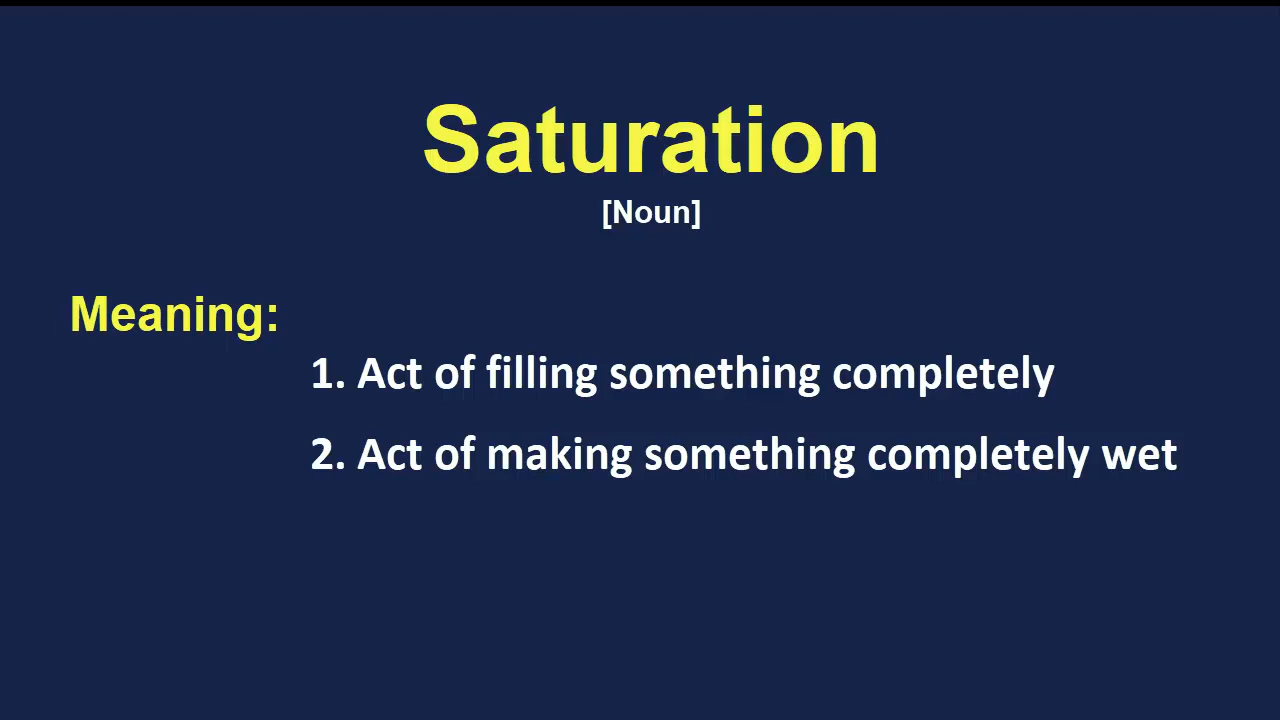 Saturation
[Noun]
Meaning:
1. Act of filling something completely
2. Act of making something completely wet